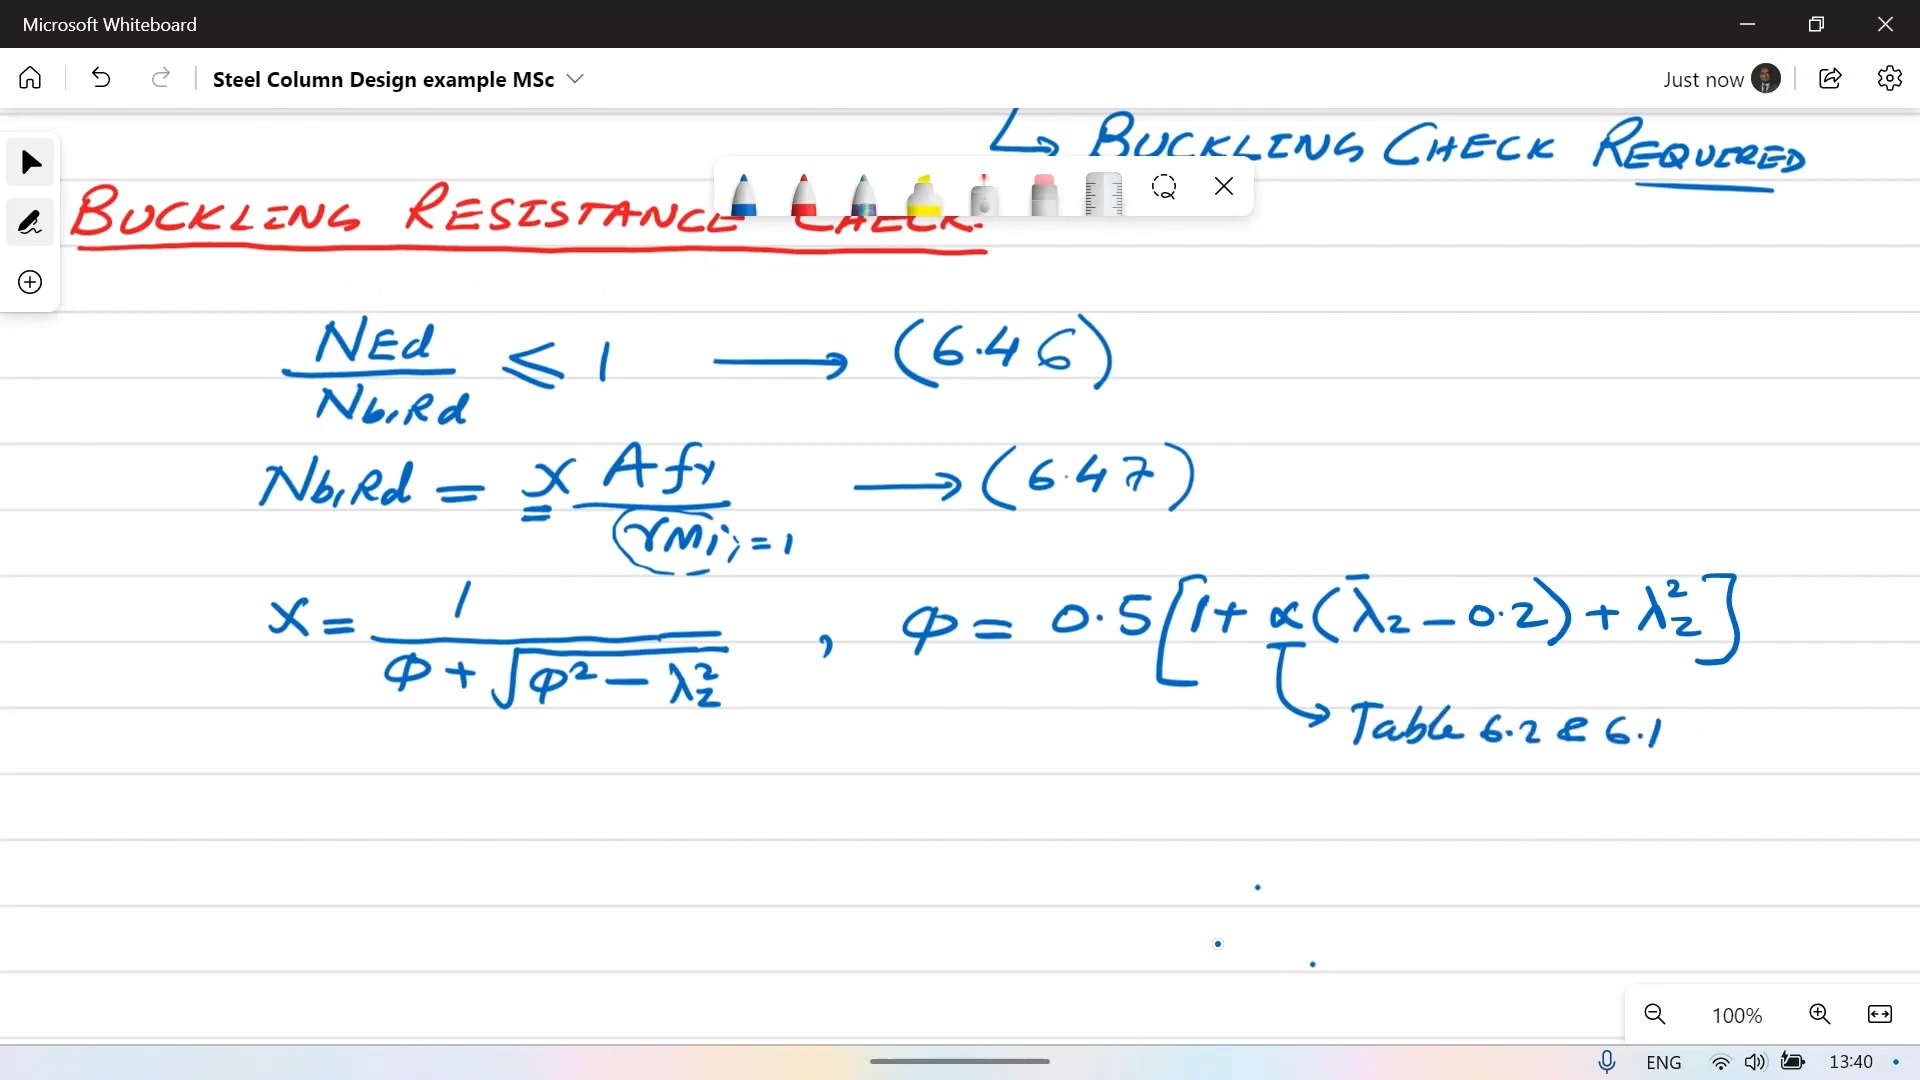 Microsoft Whiteboard
Steel Column Design example MSc
Just now
↳ BUCKLING CHECK REQUIRED
BUCKLING RESISTANCE CHECK.
NEd / Nb,Rd ≤ 1 ⟶ (6.46)
Nb,Rd = χ A fy / γM1 = 1 ⟶ (6.47)
χ = 1 / (Φ + √(Φ² − λz²)) , Φ = 0.5[1 + α(λ̄z − 0.2) + λz²]
↳ Table 6.2 & 6.1
100%
ENG
13:40